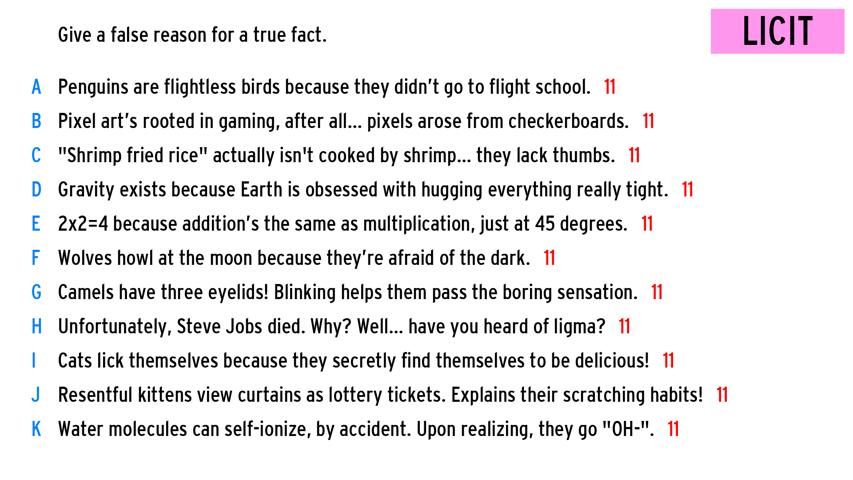 Give a false reason for a true fact.
LICIT
A Penguins are flightless birds because they didn’t go to flight school. 11
B Pixel art’s rooted in gaming, after all... pixels arose from checkerboards. 11
C "Shrimp fried rice" actually isn't cooked by shrimp... they lack thumbs. 11
D Gravity exists because Earth is obsessed with hugging everything really tight. 11
E 2x2=4 because addition’s the same as multiplication, just at 45 degrees. 11
F Wolves howl at the moon because they’re afraid of the dark. 11
G Camels have three eyelids! Blinking helps them pass the boring sensation. 11
H Unfortunately, Steve Jobs died. Why? Well... have you heard of ligma? 11
I Cats lick themselves because they secretly find themselves to be delicious! 11
J Resentful kittens view curtains as lottery tickets. Explains their scratching habits! 11
K Water molecules can self-ionize, by accident. Upon realizing, they go "OH-". 11